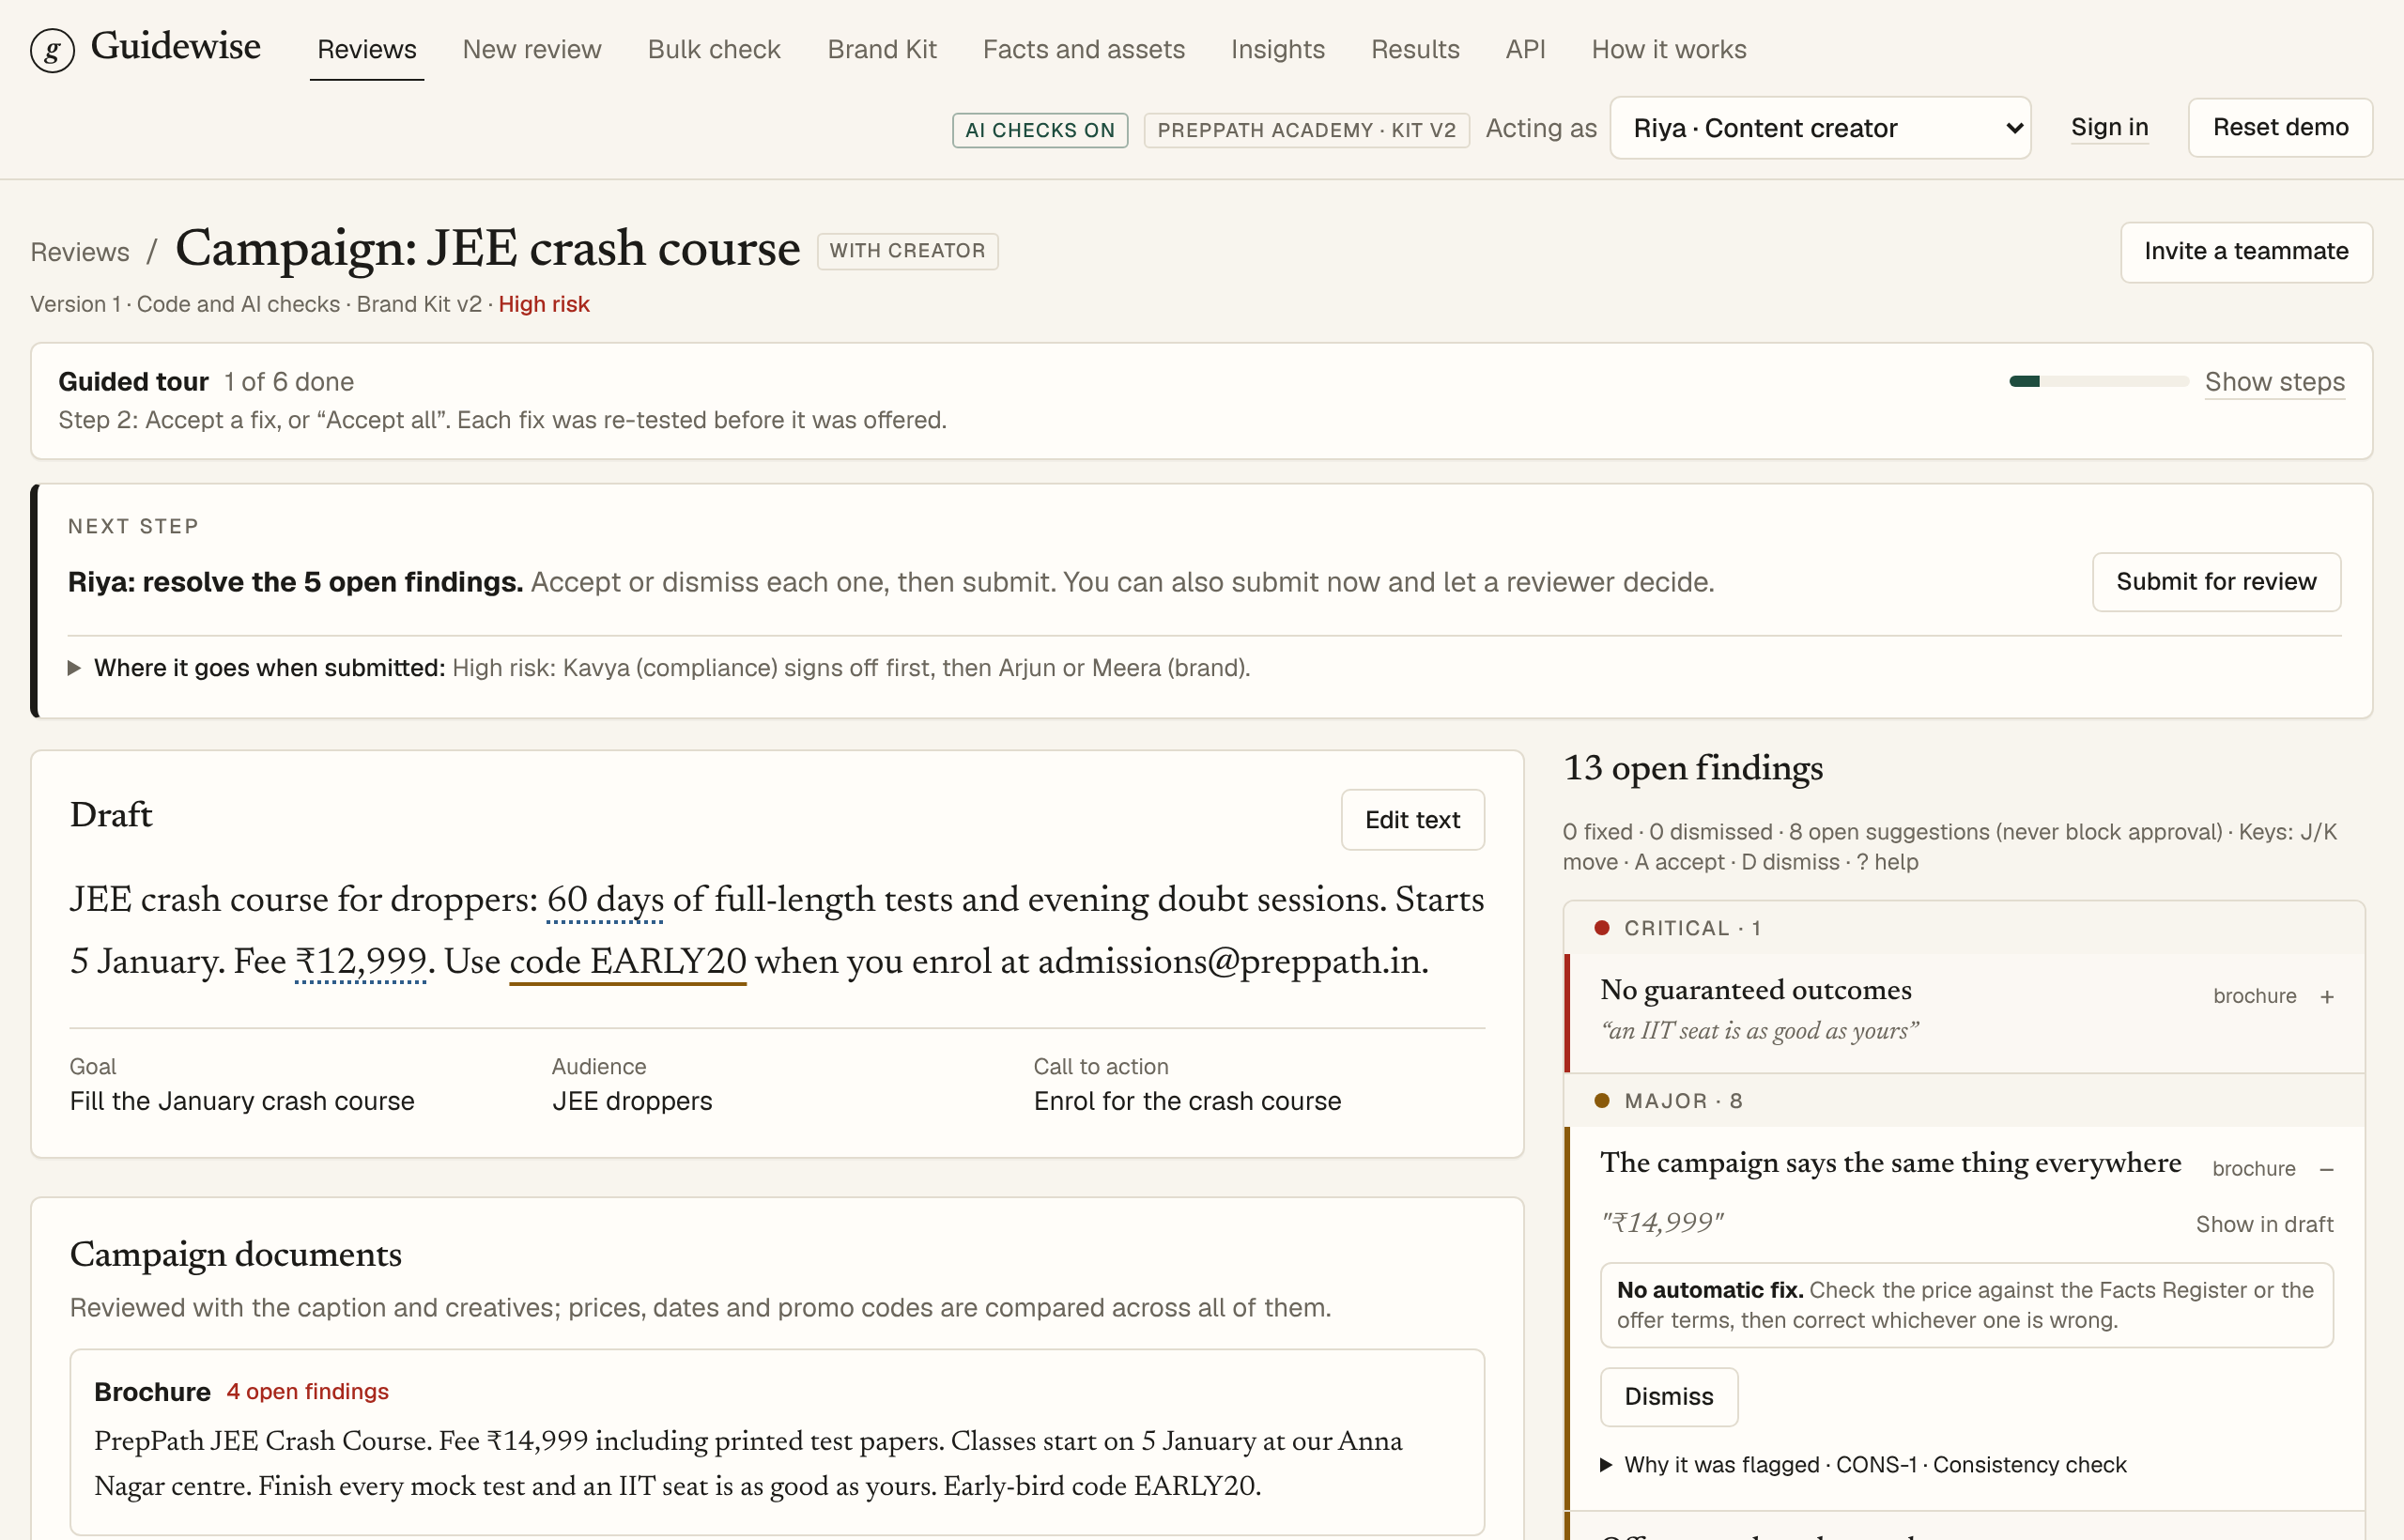 g Guidewise Reviews New review Bulk check Brand Kit Facts and assets Insights Results API How it works
AI CHECKS ON PREPPATH ACADEMY · KIT V2 Acting as Riya · Content creator Sign in Reset demo
Reviews / Campaign: JEE crash course WITH CREATOR Invite a teammate
Version 1 · Code and AI checks · Brand Kit v2 · High risk
Guided tour 1 of 6 done Show steps
Step 2: Accept a fix, or “Accept all”. Each fix was re-tested before it was offered.
NEXT STEP
Riya: resolve the 5 open findings. Accept or dismiss each one, then submit. You can also submit now and let a reviewer decide. Submit for review
Where it goes when submitted: High risk: Kavya (compliance) signs off first, then Arjun or Meera (brand).
Draft Edit text
JEE crash course for droppers: 60 days of full-length tests and evening doubt sessions. Starts
5 January. Fee ₹12,999. Use code EARLY20 when you enrol at admissions@preppath.in.
Goal Audience Call to action
Fill the January crash course JEE droppers Enrol for the crash course
Campaign documents
Reviewed with the caption and creatives; prices, dates and promo codes are compared across all of them.
Brochure 4 open findings
PrepPath JEE Crash Course. Fee ₹14,999 including printed test papers. Classes start on 5 January at our Anna
Nagar centre. Finish every mock test and an IIT seat is as good as yours. Early-bird code EARLY20.
13 open findings
0 fixed · 0 dismissed · 8 open suggestions (never block approval) · Keys: J/K
move · A accept · D dismiss · ? help
CRITICAL · 1
No guaranteed outcomes brochure +
“an IIT seat is as good as yours”
MAJOR · 8
The campaign says the same thing everywhere brochure –
"₹14,999" Show in draft
No automatic fix. Check the price against the Facts Register or the
offer terms, then correct whichever one is wrong.
Dismiss
Why it was flagged · CONS-1 · Consistency check